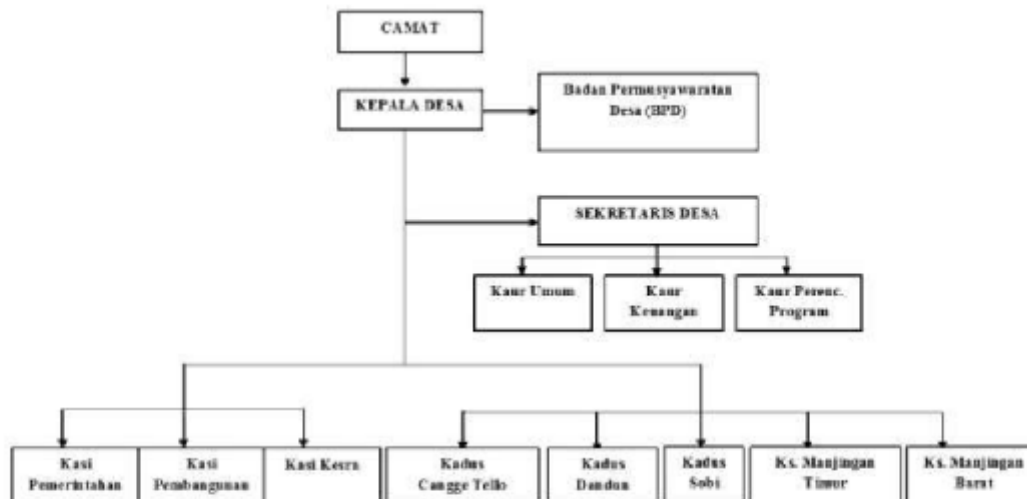 CAMAT
KEPALA DESA
Badan Permusyawaratan
Desa (BPD)
SEKRETARIS DESA
Kaur Umum
Kaur
Keuangan
Kaur Perenc.
Program
Kasi
Pemerintahan
Kasi
Pembangunan
Kasi Kesra
Kadus
Cangge Tello
Kadus
Dandun
Kadus
Sobi
Ks. Manjingan
Timur
Ks. Manjingan
Barat